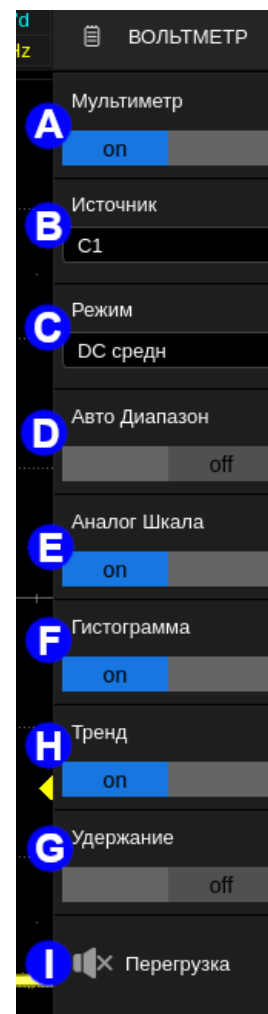 'd
Hz
ВОЛЬТМЕТР
Мультиметр
A
on
Источник
B
C1
Режим
C
DC средн
Авто Диапазон
D
off
Аналог Шкала
E
on
Гистограмма
F
on
Тренд
H
on
Удержание
G
off
I
Перегрузка